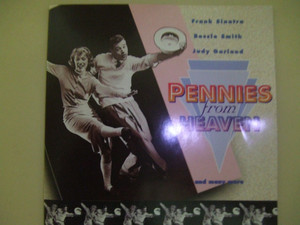 Frank Sinatra
Bessie Smith
Judy Garland
PENNIES
from
HEAVEN
and many more